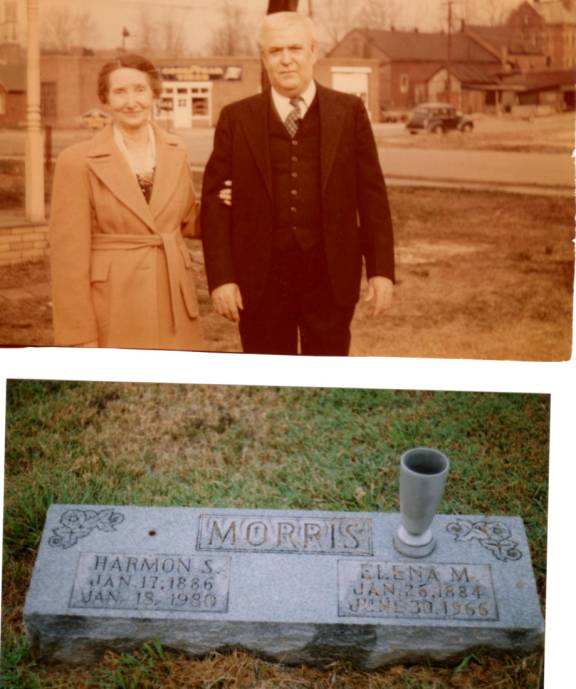 MORRIS
HARMON S.
JAN. 17, 1886
JAN. 18, 1980
ELENA M.
JAN. 26, 1884
JUNE 30, 1966